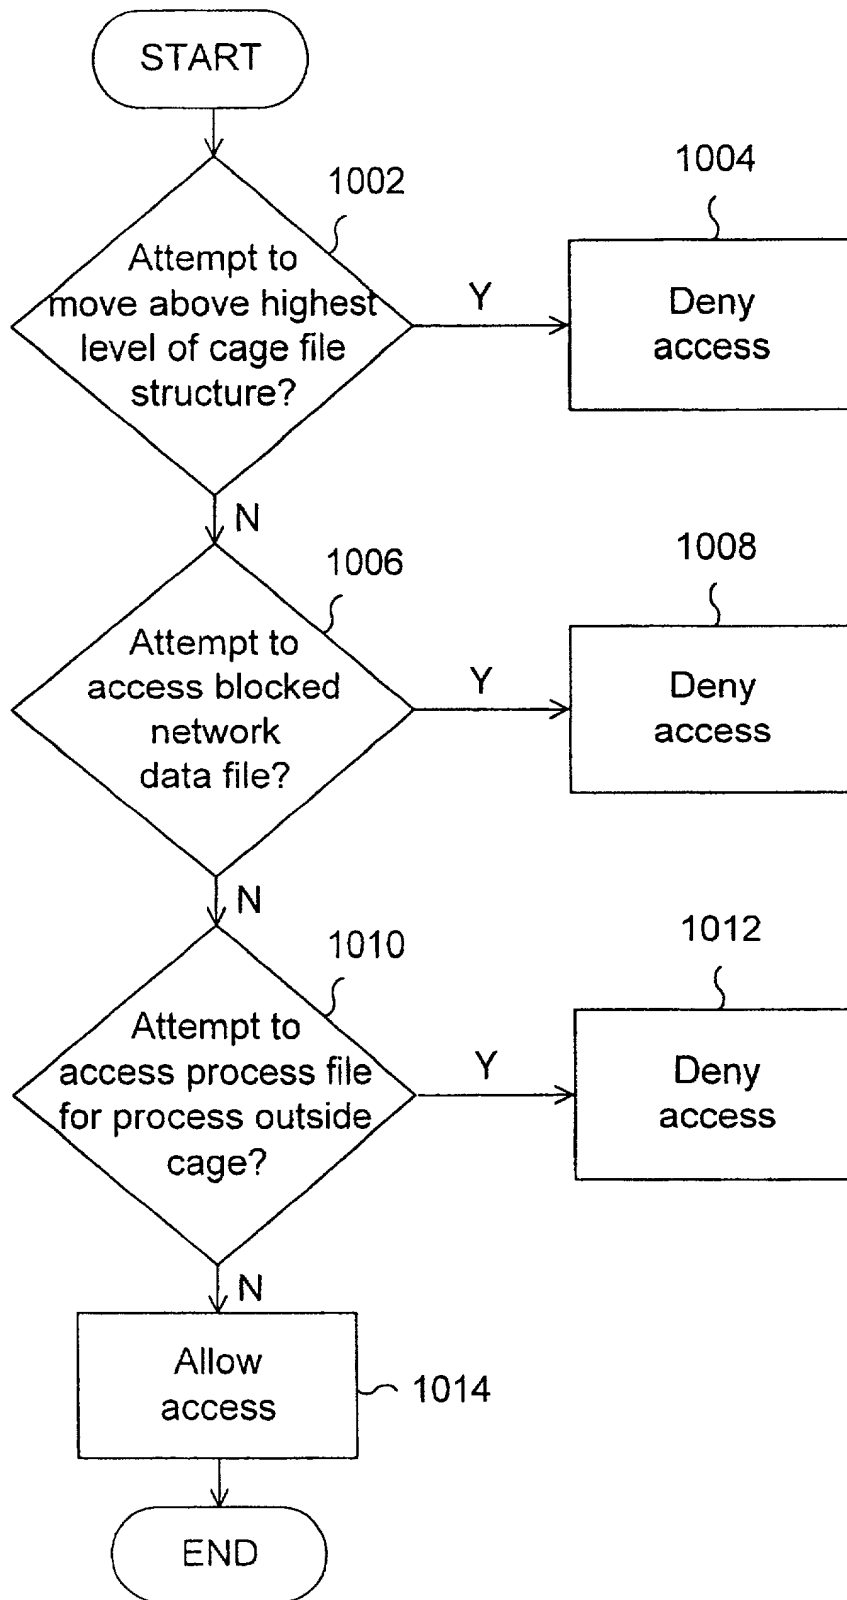 START
1002
Attempt to
move above highest
level of cage file
structure?
Y
1004
Deny
access
N
1006
Attempt to
access blocked
network
data file?
Y
1008
Deny
access
N
1010
Attempt to
access process file
for process outside
cage?
Y
1012
Deny
access
N
Allow
access
1014
END